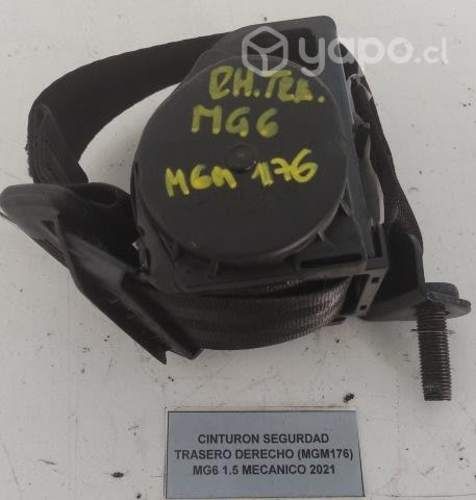 yapo.cl
RH.TRA.
MG6
MGM 176
CINTURON SEGURDAD
TRASERO DERECHO (MGM176)
MG6 1.5 MECANICO 2021